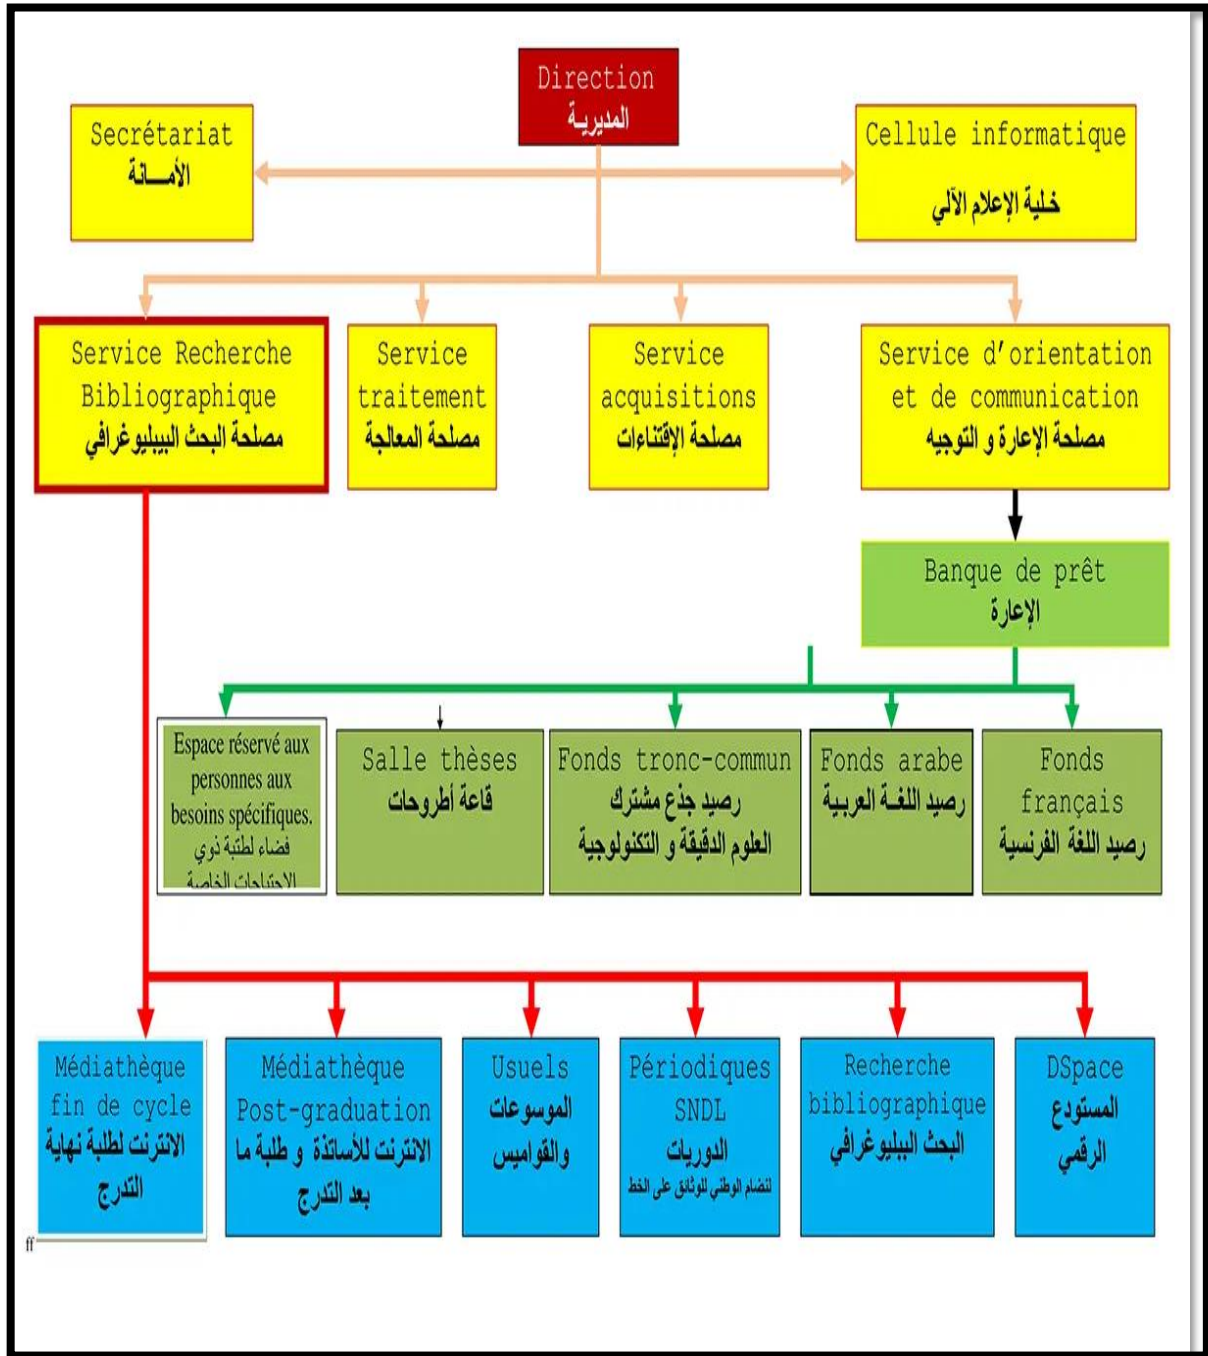 Direction
المديرية
Secrétariat
الأمـــانة
Cellule informatique
خلية الإعلام الآلي
Service Recherche
Bibliographique
مصلحة البحث البيبليوغرافي
Service
traitement
مصلحة المعالجة
Service
acquisitions
مصلحة الإقتناءات
Service d'orientation
et de communication
مصلحة الإعارة و التوجيه
Banque de prêt
الإعارة
Espace réservé aux
personnes aux
besoins spécifiques.
فضاء لطتبة ذوي
الاحتياجات الخاصة
Salle thèses
قاعة أطروحات
Fonds tronc-commun
رصيد جذع مشترك
العلوم الدقيقة و التكنولوجية
Fonds arabe
رصيد اللغـة العربية
Fonds
français
رصيد اللغة الفرنسية
Médiathèque
fin de cycle
الانترنت لطلبة نهاية
التدرج
Médiathèque
Post-graduation
الانترنت للأساتذة و طلبة ما
بعد التدرج
Usuels
الموسوعات
والقواميس
Périodiques
SNDL
الدوريات
لنضام الوطني للوثائق على الخط
Recherche
bibliographique
البحث الببليوغرافي
DSpace
المستودع
الرقمي
ff